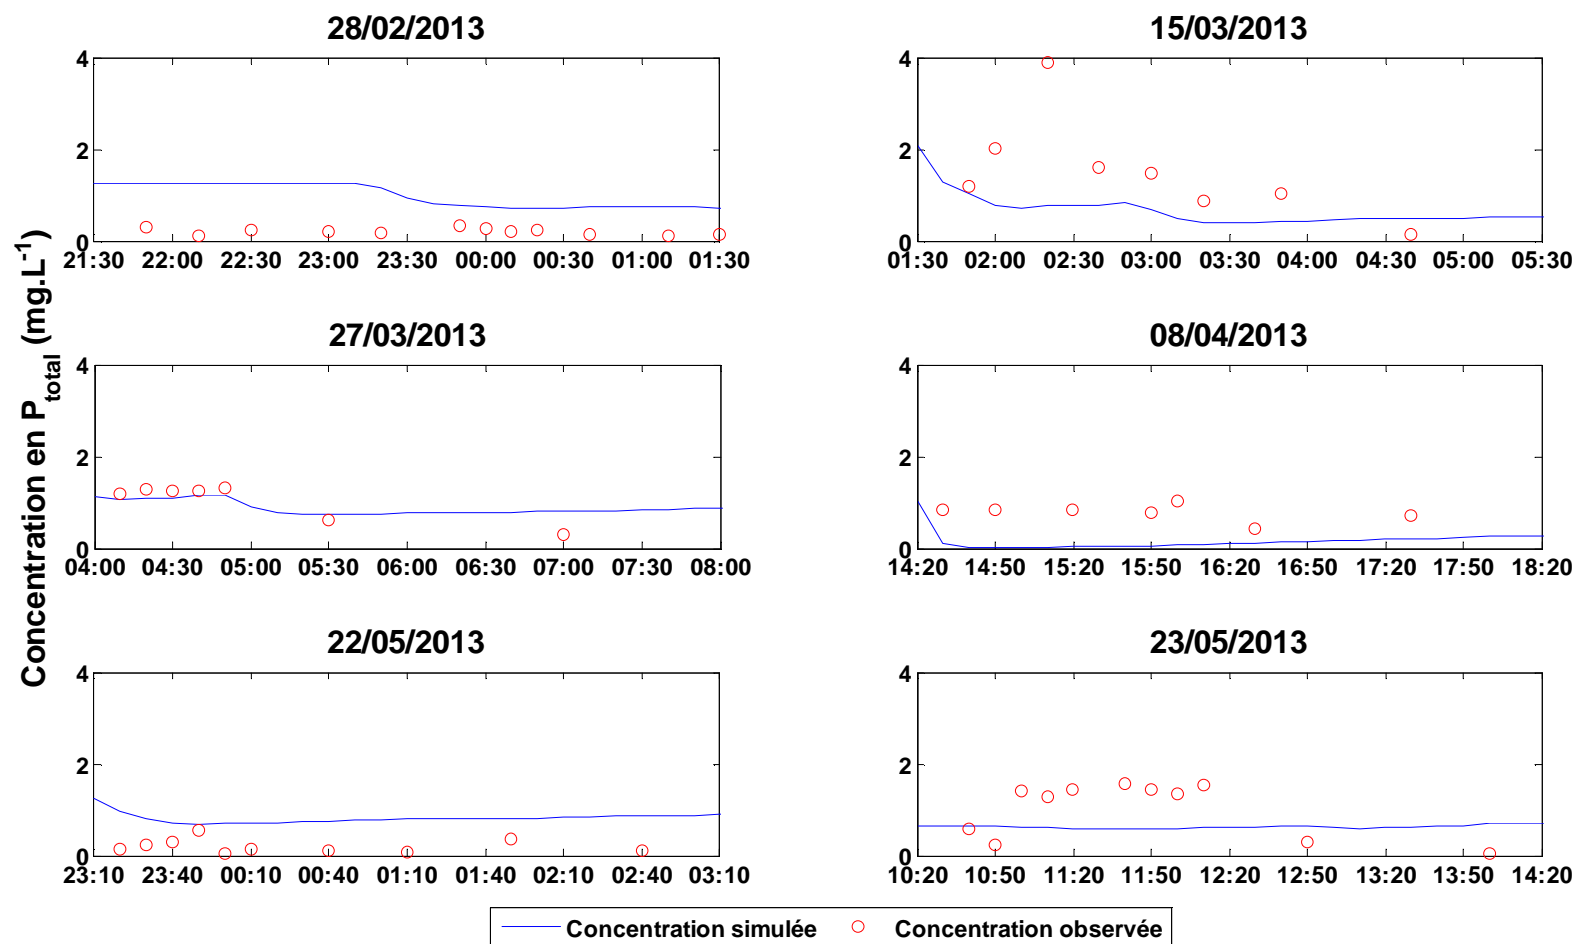 28/02/2013
15/03/2013
4
2
0
21:30 22:00 22:30 23:00 23:30 00:00 00:30 01:00 01:30
4
2
0
01:30 02:00 02:30 03:00 03:30 04:00 04:30 05:00 05:30
Concentration en P_total (mg.L^-1)
27/03/2013
08/04/2013
4
2
0
04:00 04:30 05:00 05:30 06:00 06:30 07:00 07:30 08:00
4
2
0
14:20 14:50 15:20 15:50 16:20 16:50 17:20 17:50 18:20
22/05/2013
23/05/2013
4
2
0
23:10 23:40 00:10 00:40 01:10 01:40 02:10 02:40 03:10
4
2
0
10:20 10:50 11:20 11:50 12:20 12:50 13:20 13:50 14:20
Concentration simulée
Concentration observée